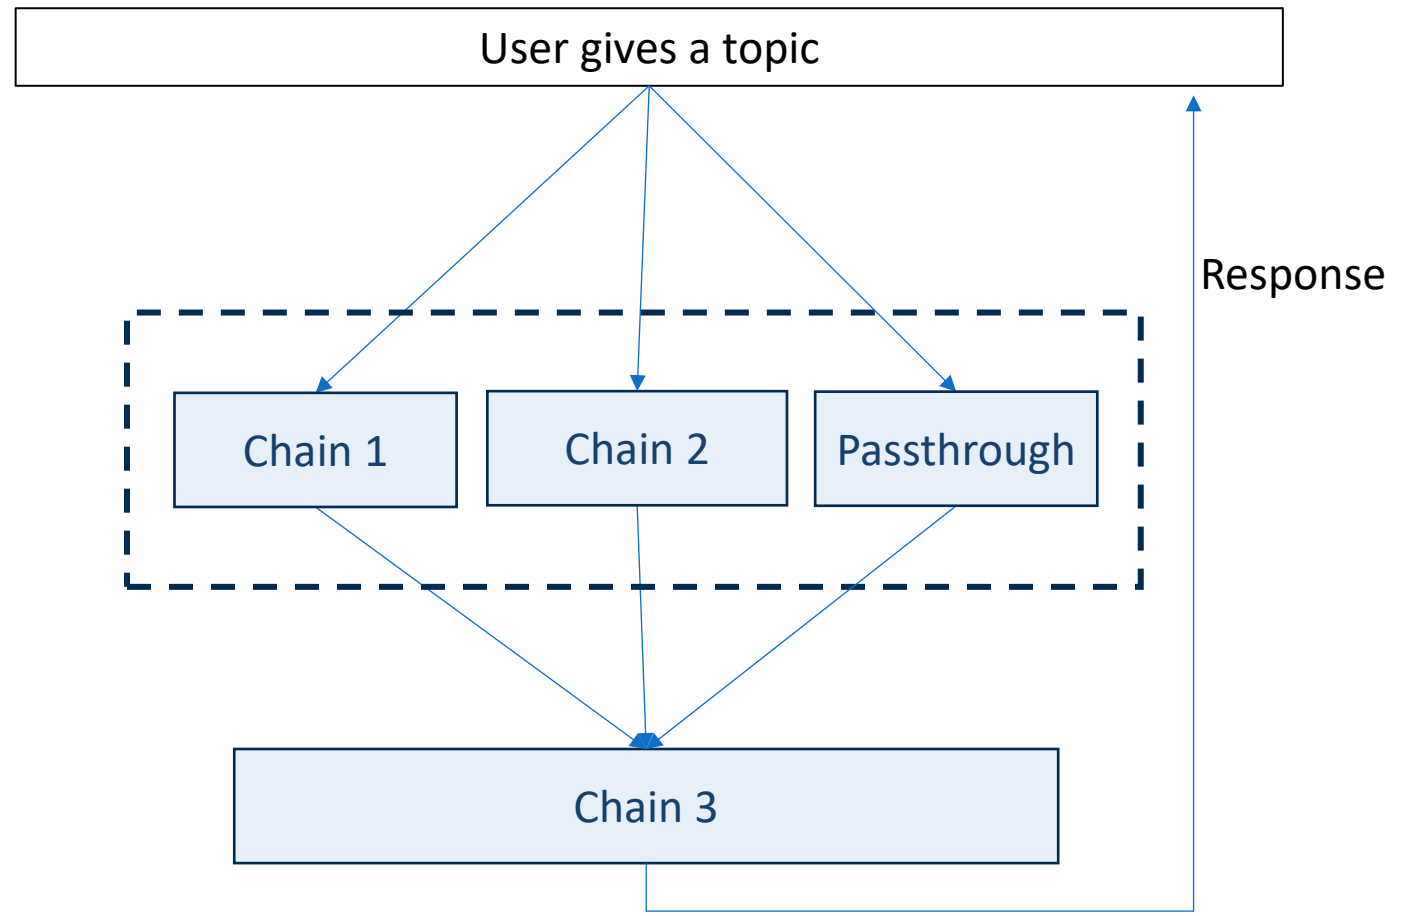 User gives a topic
Response
Chain 1
Chain 2
Passthrough
Chain 3